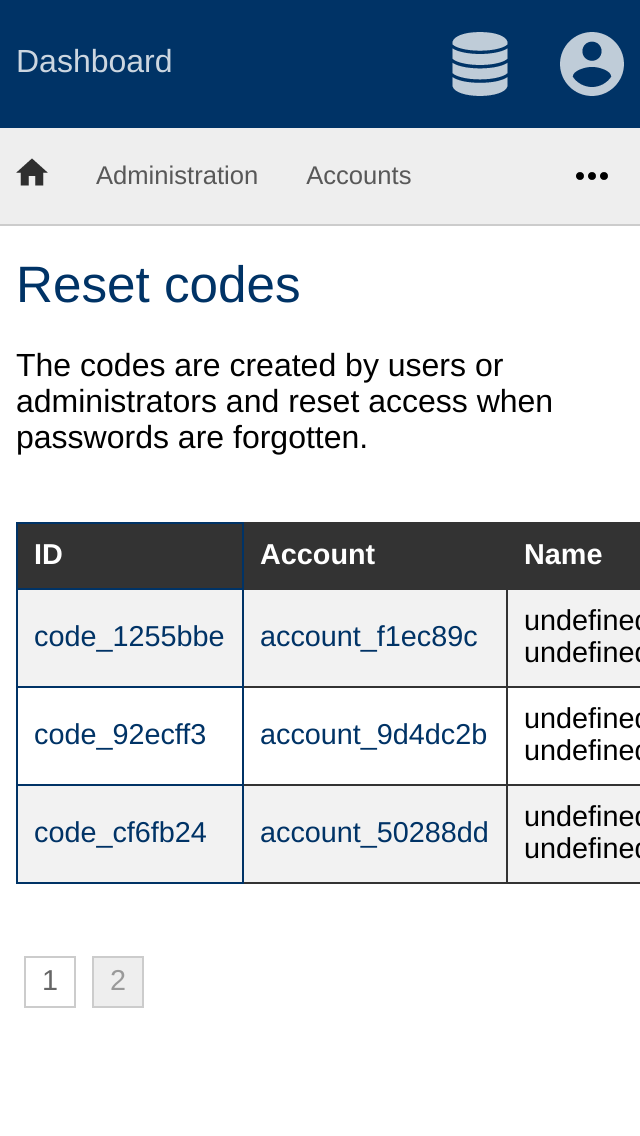 Dashboard
Administration Accounts
Reset codes
The codes are created by users or
administrators and reset access when
passwords are forgotten.
ID Account Name
code_1255bbe account_f1ec89c undefined
undefined
code_92ecff3 account_9d4dc2b undefined
undefined
code_cf6fb24 account_50288dd undefined
undefined
1 2